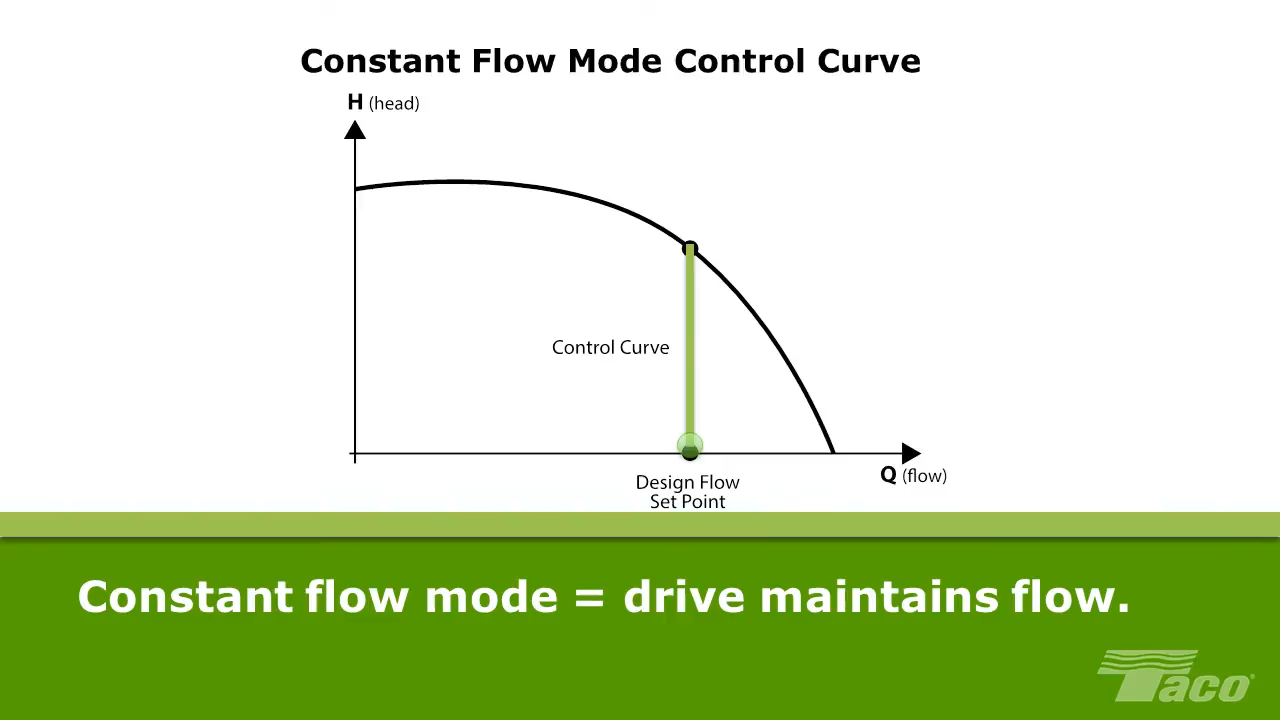 Constant Flow Mode Control Curve
H (head)
Control Curve
Q (flow)
Design Flow
Set Point
Constant flow mode = drive maintains flow.
Taco®